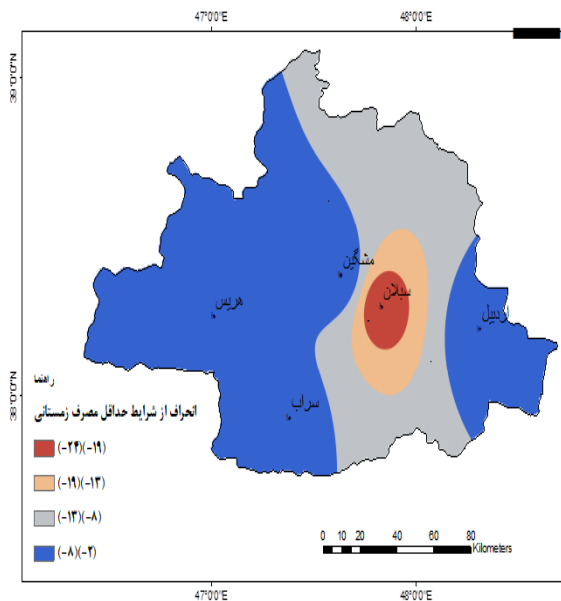 47°0'0"E 48°0'0"E
39°0'0"N
مشگین
سبلان
هریس
اردبیل
38°0'0"N
سراب
راهنما
انحراف از شرایط حداقل مصرف زمستانی
(-۲۴)(-۱۹)
(-۱۹)(-۱۳)
(-۱۳)(-۸)
(-۸)(-۲)
0 5 10 20 40 60 80
Kilometers
47°0'0"E 48°0'0"E